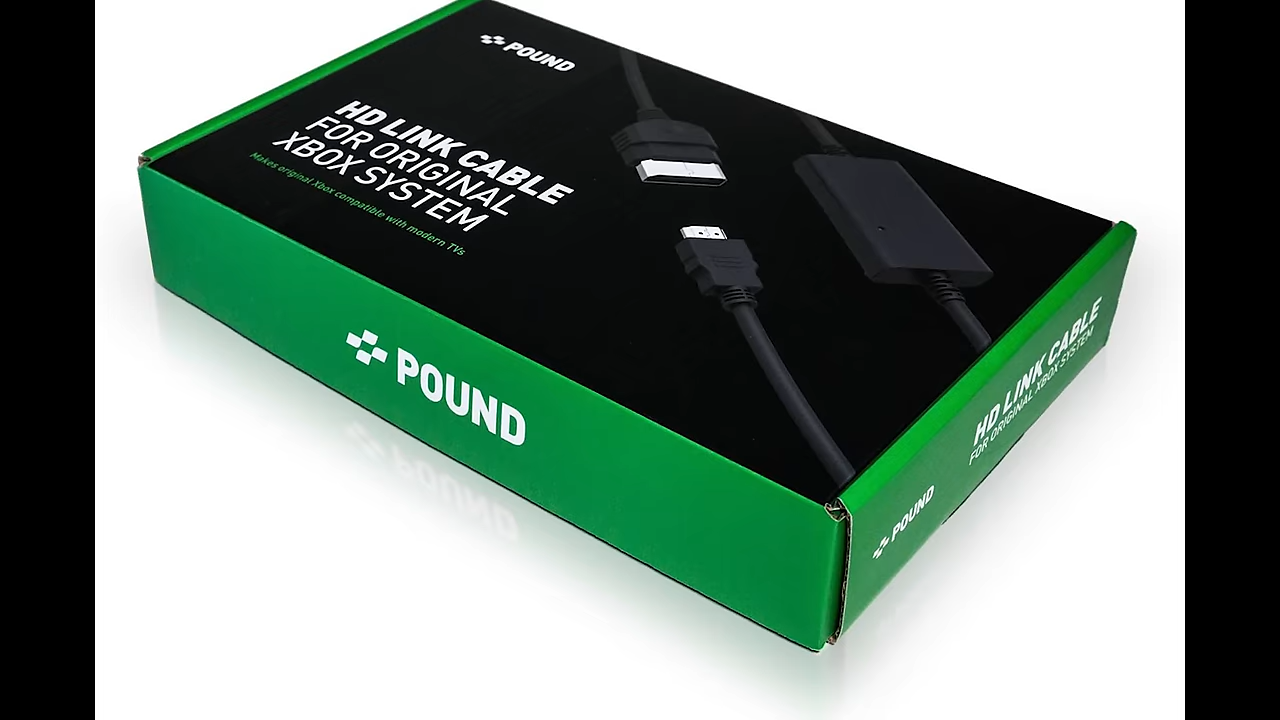 POUND
HD LINK CABLE
FOR ORIGINAL
XBOX SYSTEM
Makes original Xbox compatible with modern TVs
POUND
HD LINK CABLE
FOR ORIGINAL XBOX SYSTEM
POUND